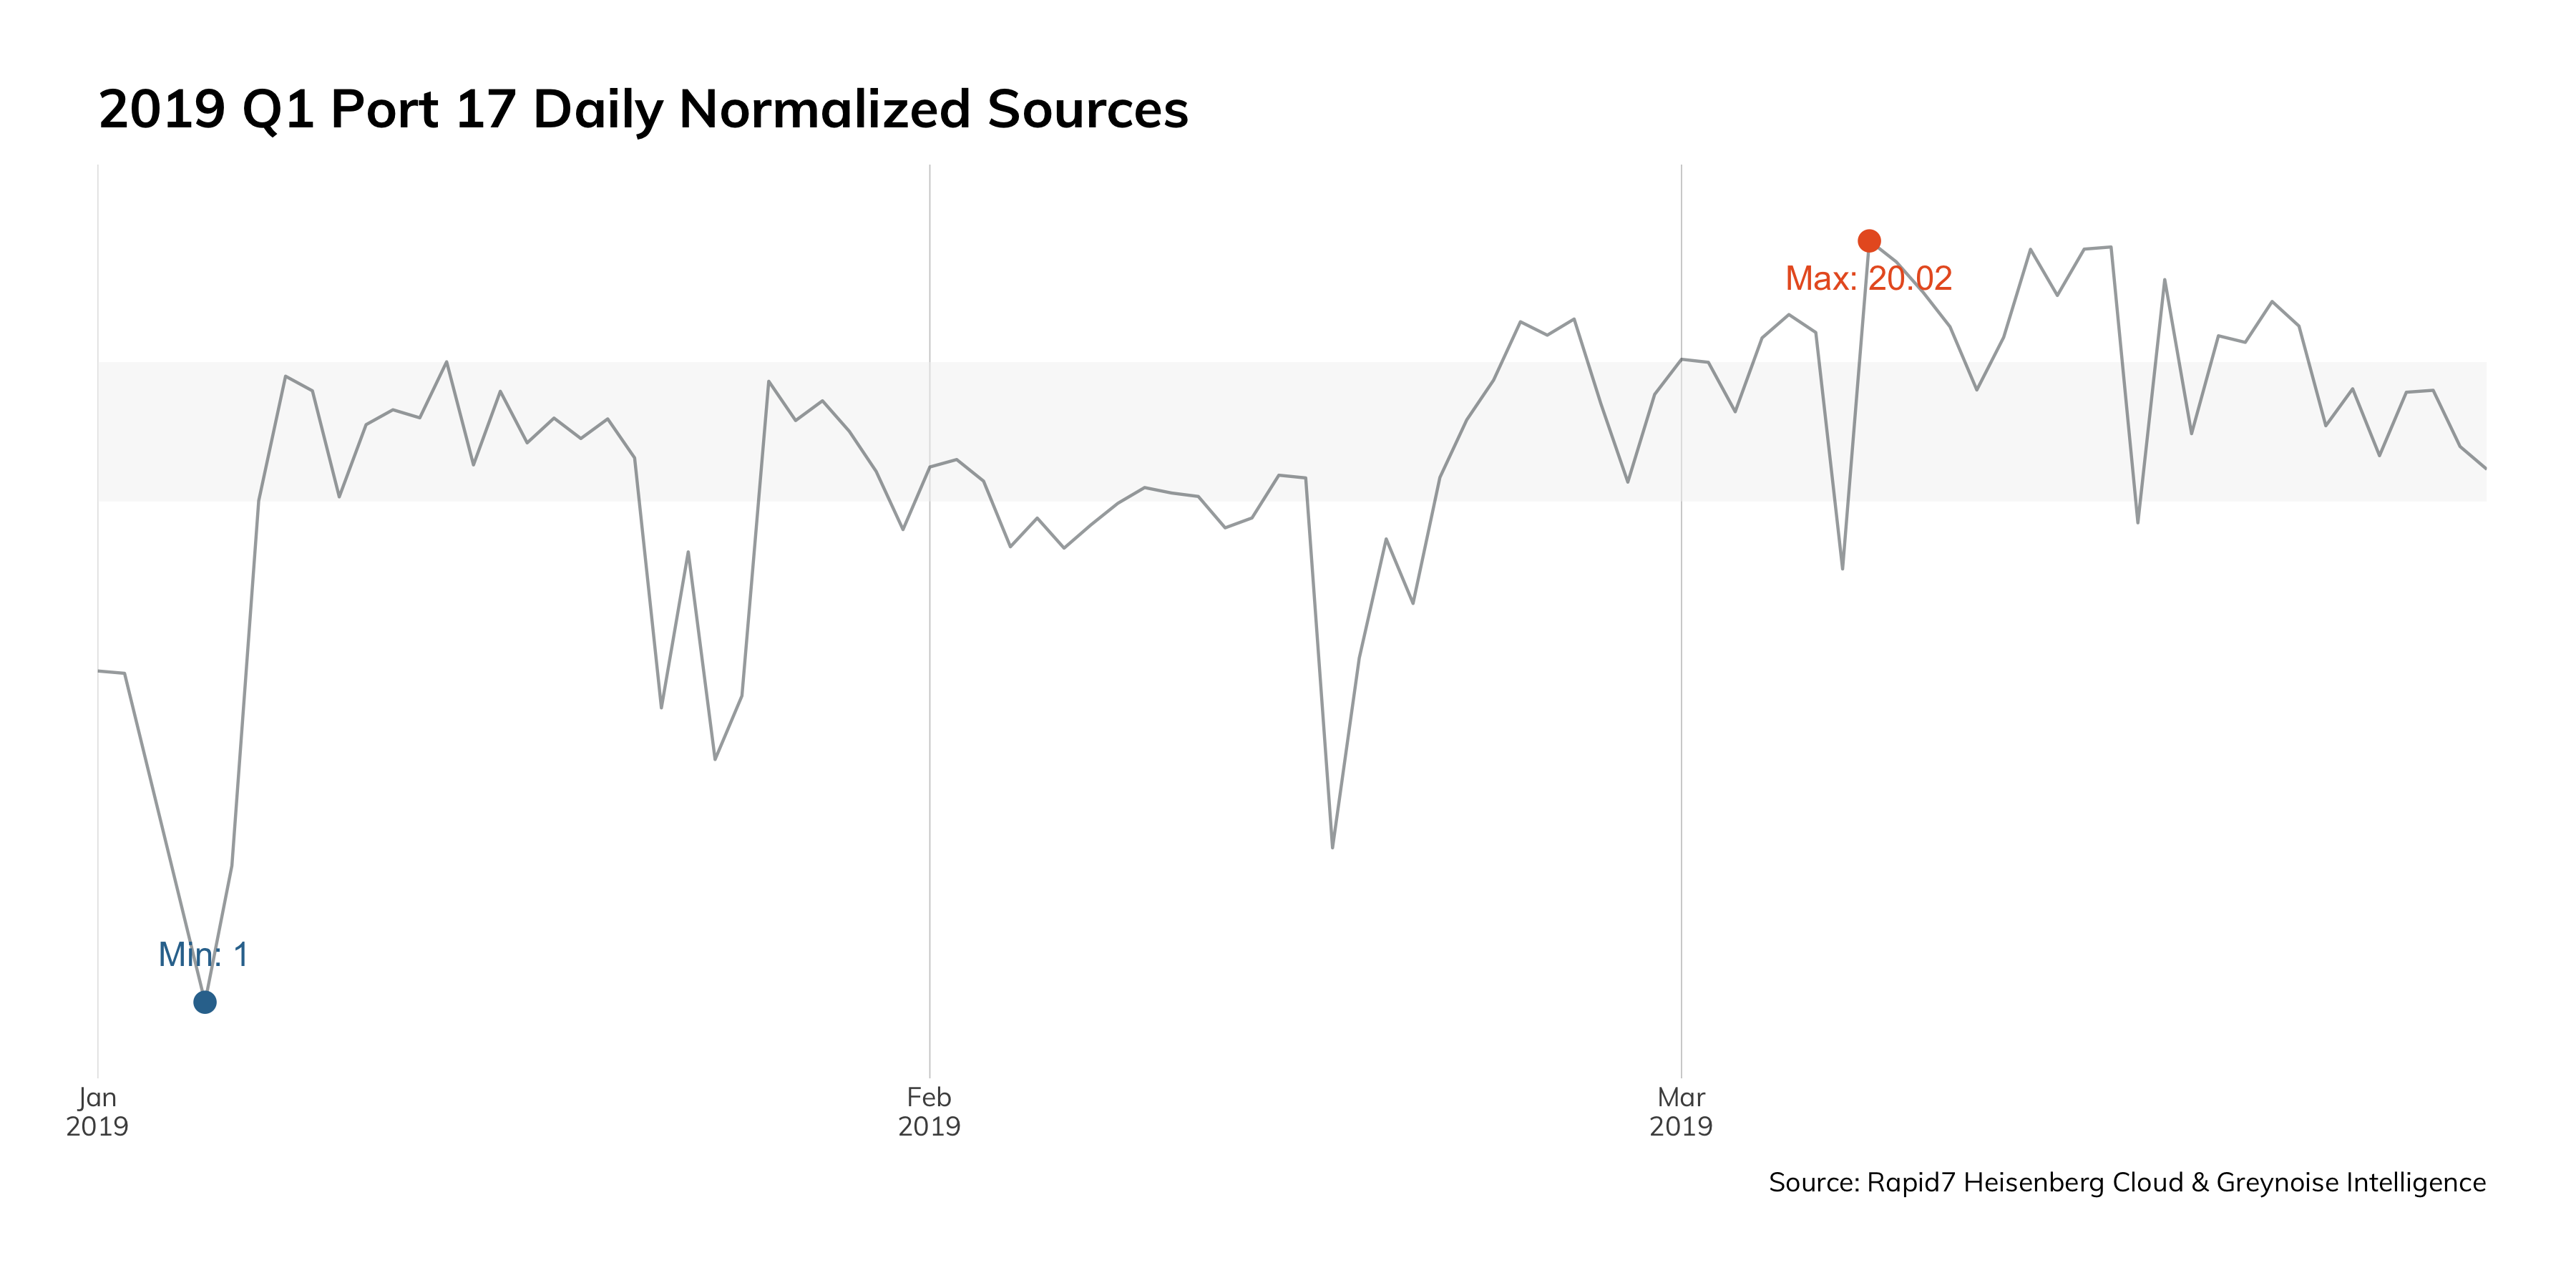 2019 Q1 Port 17 Daily Normalized Sources
Max: 20.02
Min: 1
Jan
2019
Feb
2019
Mar
2019
Source: Rapid7 Heisenberg Cloud & Greynoise Intelligence